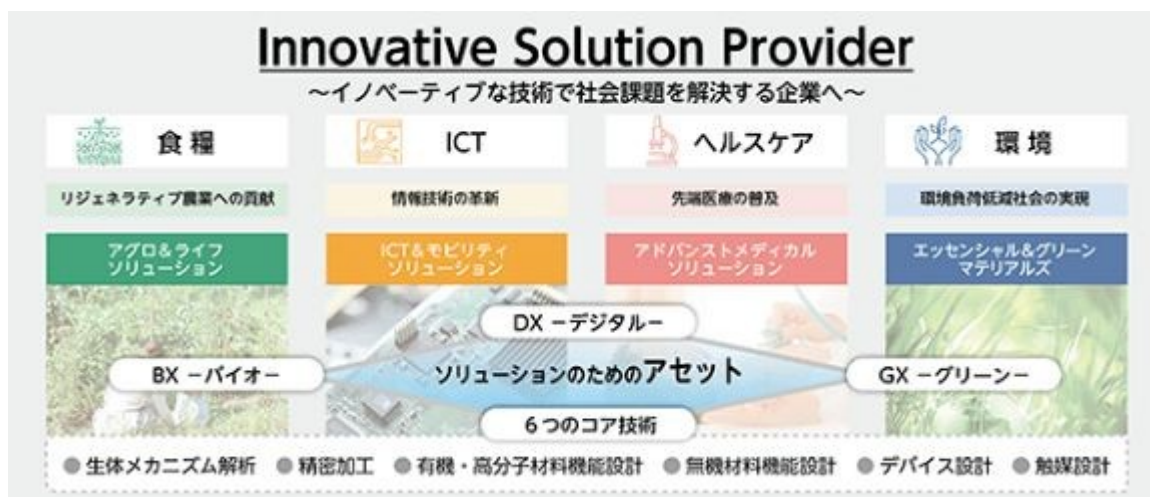 Innovative Solution Provider
～イノベーティブな技術で社会課題を解決する企業へ～
食糧
ICT
ヘルスケア
環境
リジェネラティブ農業への貢献
情報技術の革新
先端医療の普及
環境負荷低減社会の実現
アグロ&ライフ
ソリューション
ICT&モビリティ
ソリューション
アドバンストメディカル
ソリューション
エッセンシャル&グリーン
マテリアルズ
DX －デジタル－
BX －バイオ－
ソリューションのためのアセット
GX －グリーン－
6つのコア技術
●生体メカニズム解析 ●精密加工 ●有機・高分子材料機能設計 ●無機材料機能設計 ●デバイス設計 ●触媒設計